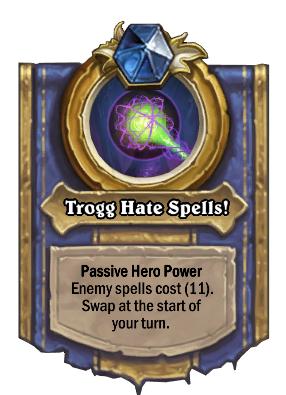 Trogg Hate Spells!
Passive Hero Power
Enemy spells cost (11).
Swap at the start of
your turn.